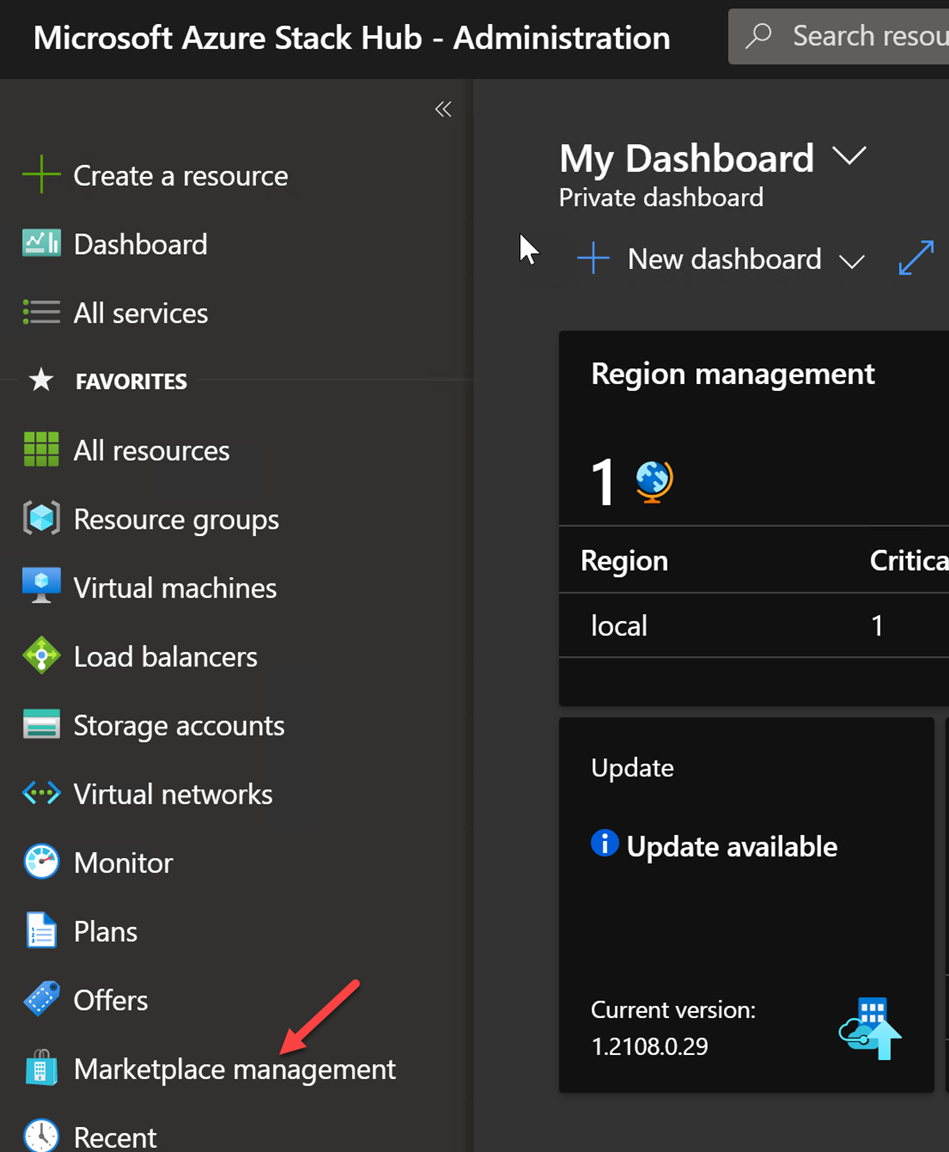 Microsoft Azure Stack Hub - Administration
Search resou
Create a resource
Dashboard
All services
FAVORITES
All resources
Resource groups
Virtual machines
Load balancers
Storage accounts
Virtual networks
Monitor
Plans
Offers
Marketplace management
Recent
My Dashboard
Private dashboard
New dashboard
Region management
1
Region Critica
local 1
Update
Update available
Current version:
1.2108.0.29